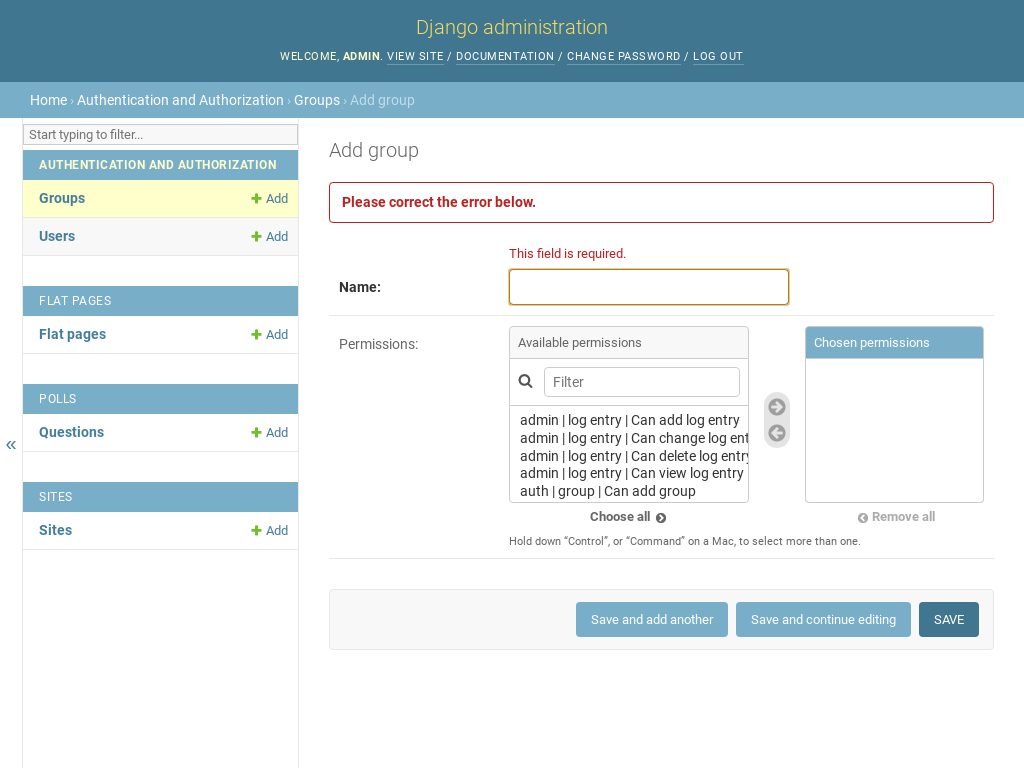 Django administration
WELCOME, ADMIN. VIEW SITE / DOCUMENTATION / CHANGE PASSWORD / LOG OUT
Home › Authentication and Authorization › Groups › Add group
Start typing to filter...
AUTHENTICATION AND AUTHORIZATION
Groups Add
Users Add
FLAT PAGES
Flat pages Add
POLLS
Questions Add
SITES
Sites Add
«
Add group
Please correct the error below.
This field is required.
Name:
Permissions:
Available permissions
Filter
admin | log entry | Can add log entry
admin | log entry | Can change log ent
admin | log entry | Can delete log entry
admin | log entry | Can view log entry
auth | group | Can add group
Choose all
Chosen permissions
Remove all
Hold down “Control”, or “Command” on a Mac, to select more than one.
Save and add another
Save and continue editing
SAVE